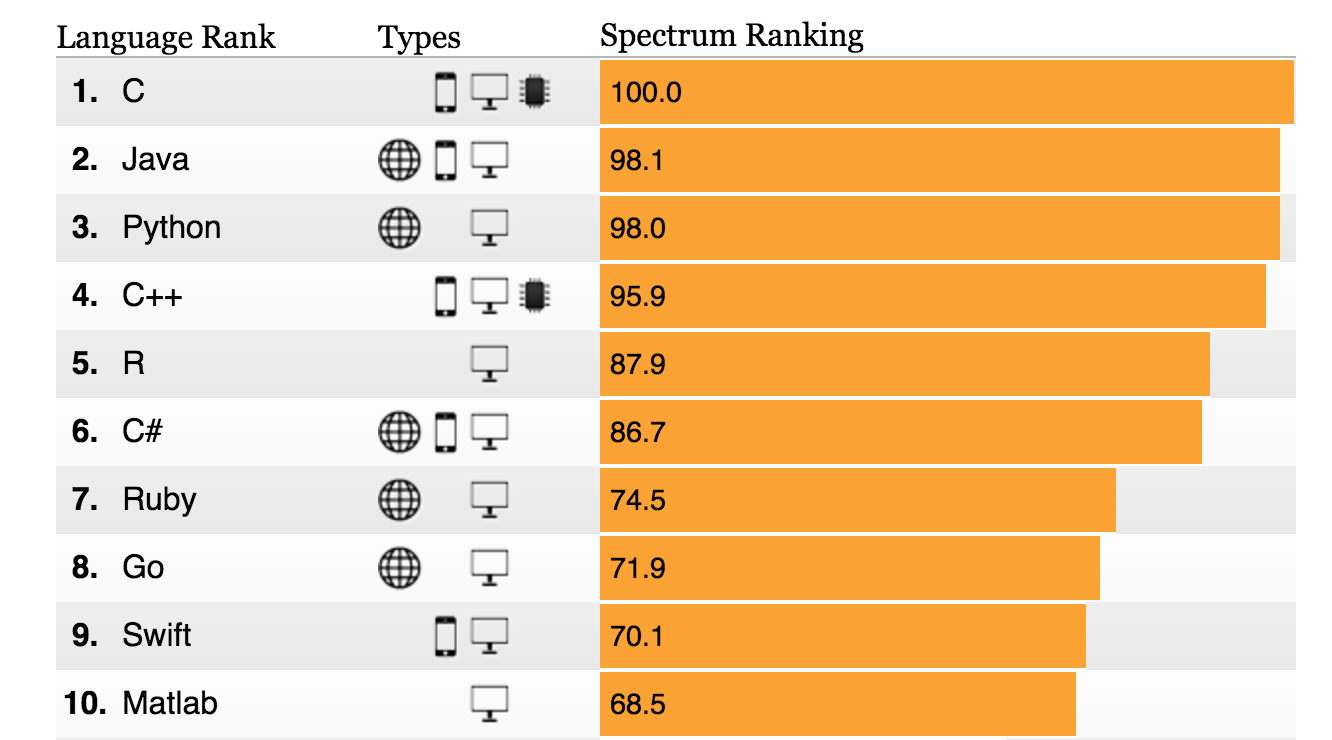 Language Rank Types Spectrum Ranking
1. C 100.0
2. Java 98.1
3. Python 98.0
4. C++ 95.9
5. R 87.9
6. C# 86.7
7. Ruby 74.5
8. Go 71.9
9. Swift 70.1
10. Matlab 68.5